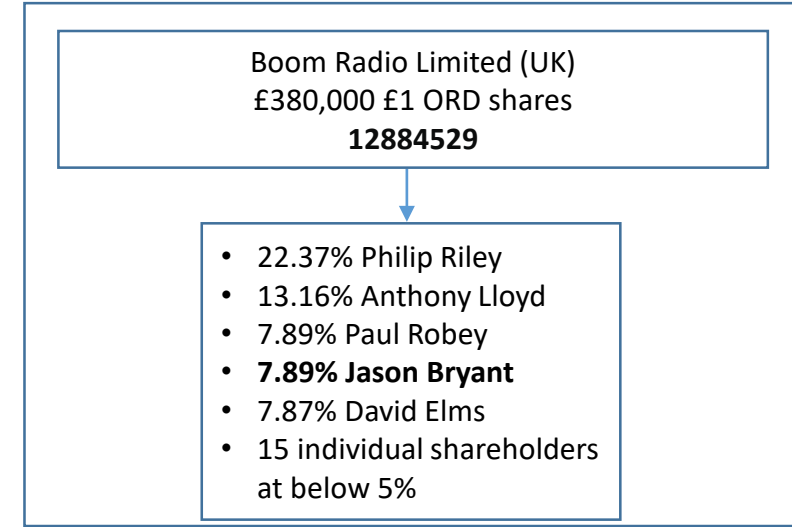 Boom Radio Limited (UK)
£380,000 £1 ORD shares
12884529
• 22.37% Philip Riley
• 13.16% Anthony Lloyd
• 7.89% Paul Robey
• 7.89% Jason Bryant
• 7.87% David Elms
• 15 individual shareholders
at below 5%